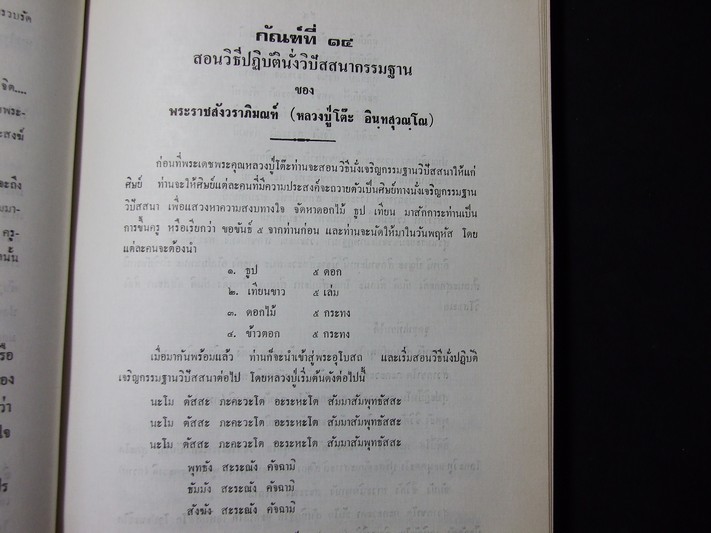 กัณฑ์ที่ ๑๔
สอนวิธีปฏิบัตินั่งวิปัสสนากรรมฐาน
ของ
พระราชสังวราภิมณฑ์ (หลวงปู่โต๊ะ อินฺทสุวณฺโณ)
ก่อนที่พระเดชพระคุณหลวงปู่โต๊ะท่านจะสอนวิธีนั่งเจริญกรรมฐานวิปัสสนาให้แก่
ศิษย์ ท่านจะให้ศิษย์แต่ละคนที่มีความประสงค์จะถวายตัวเป็นศิษย์ทางนั่งเจริญกรรมฐาน
วิปัสสนา เพื่อแสวงหาความสงบทางใจ จัดหาดอกไม้ ธูป เทียน มาสักการะท่านเป็น
การขึ้นครู หรือเรียกว่า ขอขันธ์ ๕ จากท่านก่อน และท่านจะนัดให้มาในวันพฤหัส โดย
แต่ละคนจะต้องนำ
๑. ธูป ๕ ดอก
๒. เทียนขาว ๕ เล่ม
๓. ดอกไม้ ๕ กระทง
๔. ข้าวตอก ๕ กระทง
เมื่อมากันพร้อมแล้ว ท่านก็จะนำเข้าสู่พระอุโบสถ และเริ่มสอนวิธีนั่งปฏิบัติ
เจริญกรรมฐานวิปัสสนาต่อไป โดยหลวงปู่เริ่มต้นดังต่อไปนี้
นะโม ตัสสะ ภะคะวะโต อะระหะโต สัมมาสัมพุทธัสสะ
นะโม ตัสสะ ภะคะวะโต อะระหะโต สัมมาสัมพุทธัสสะ
นะโม ตัสสะ ภะคะวะโต อะระหะโต สัมมาสัมพุทธัสสะ
พุทธัง สะระณัง คัจฉามิ
ธัมมัง สะระณัง คัจฉามิ
สังฆัง สะระณัง คัจฉามิ